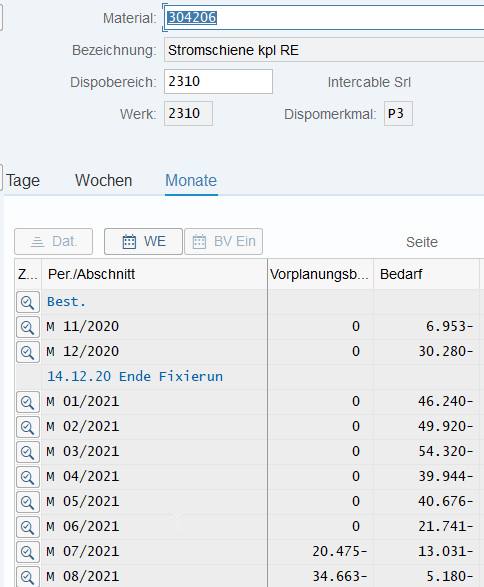 Material: 304206
Bezeichnung: Stromschiene kpl RE
Dispobereich: 2310 Intercable Srl
Werk: 2310 Dispomerkmal: P3
Tage Wochen Monate
Dat. WE BV Ein Seite
Z... Per./Abschnitt Vorplanungsb... Bedarf
Best.
M 11/2020 0 6.953-
M 12/2020 0 30.280-
14.12.20 Ende Fixierun
M 01/2021 0 46.240-
M 02/2021 0 49.920-
M 03/2021 0 54.320-
M 04/2021 0 39.944-
M 05/2021 0 40.676-
M 06/2021 0 21.741-
M 07/2021 20.475- 13.031-
M 08/2021 34.663- 5.180-